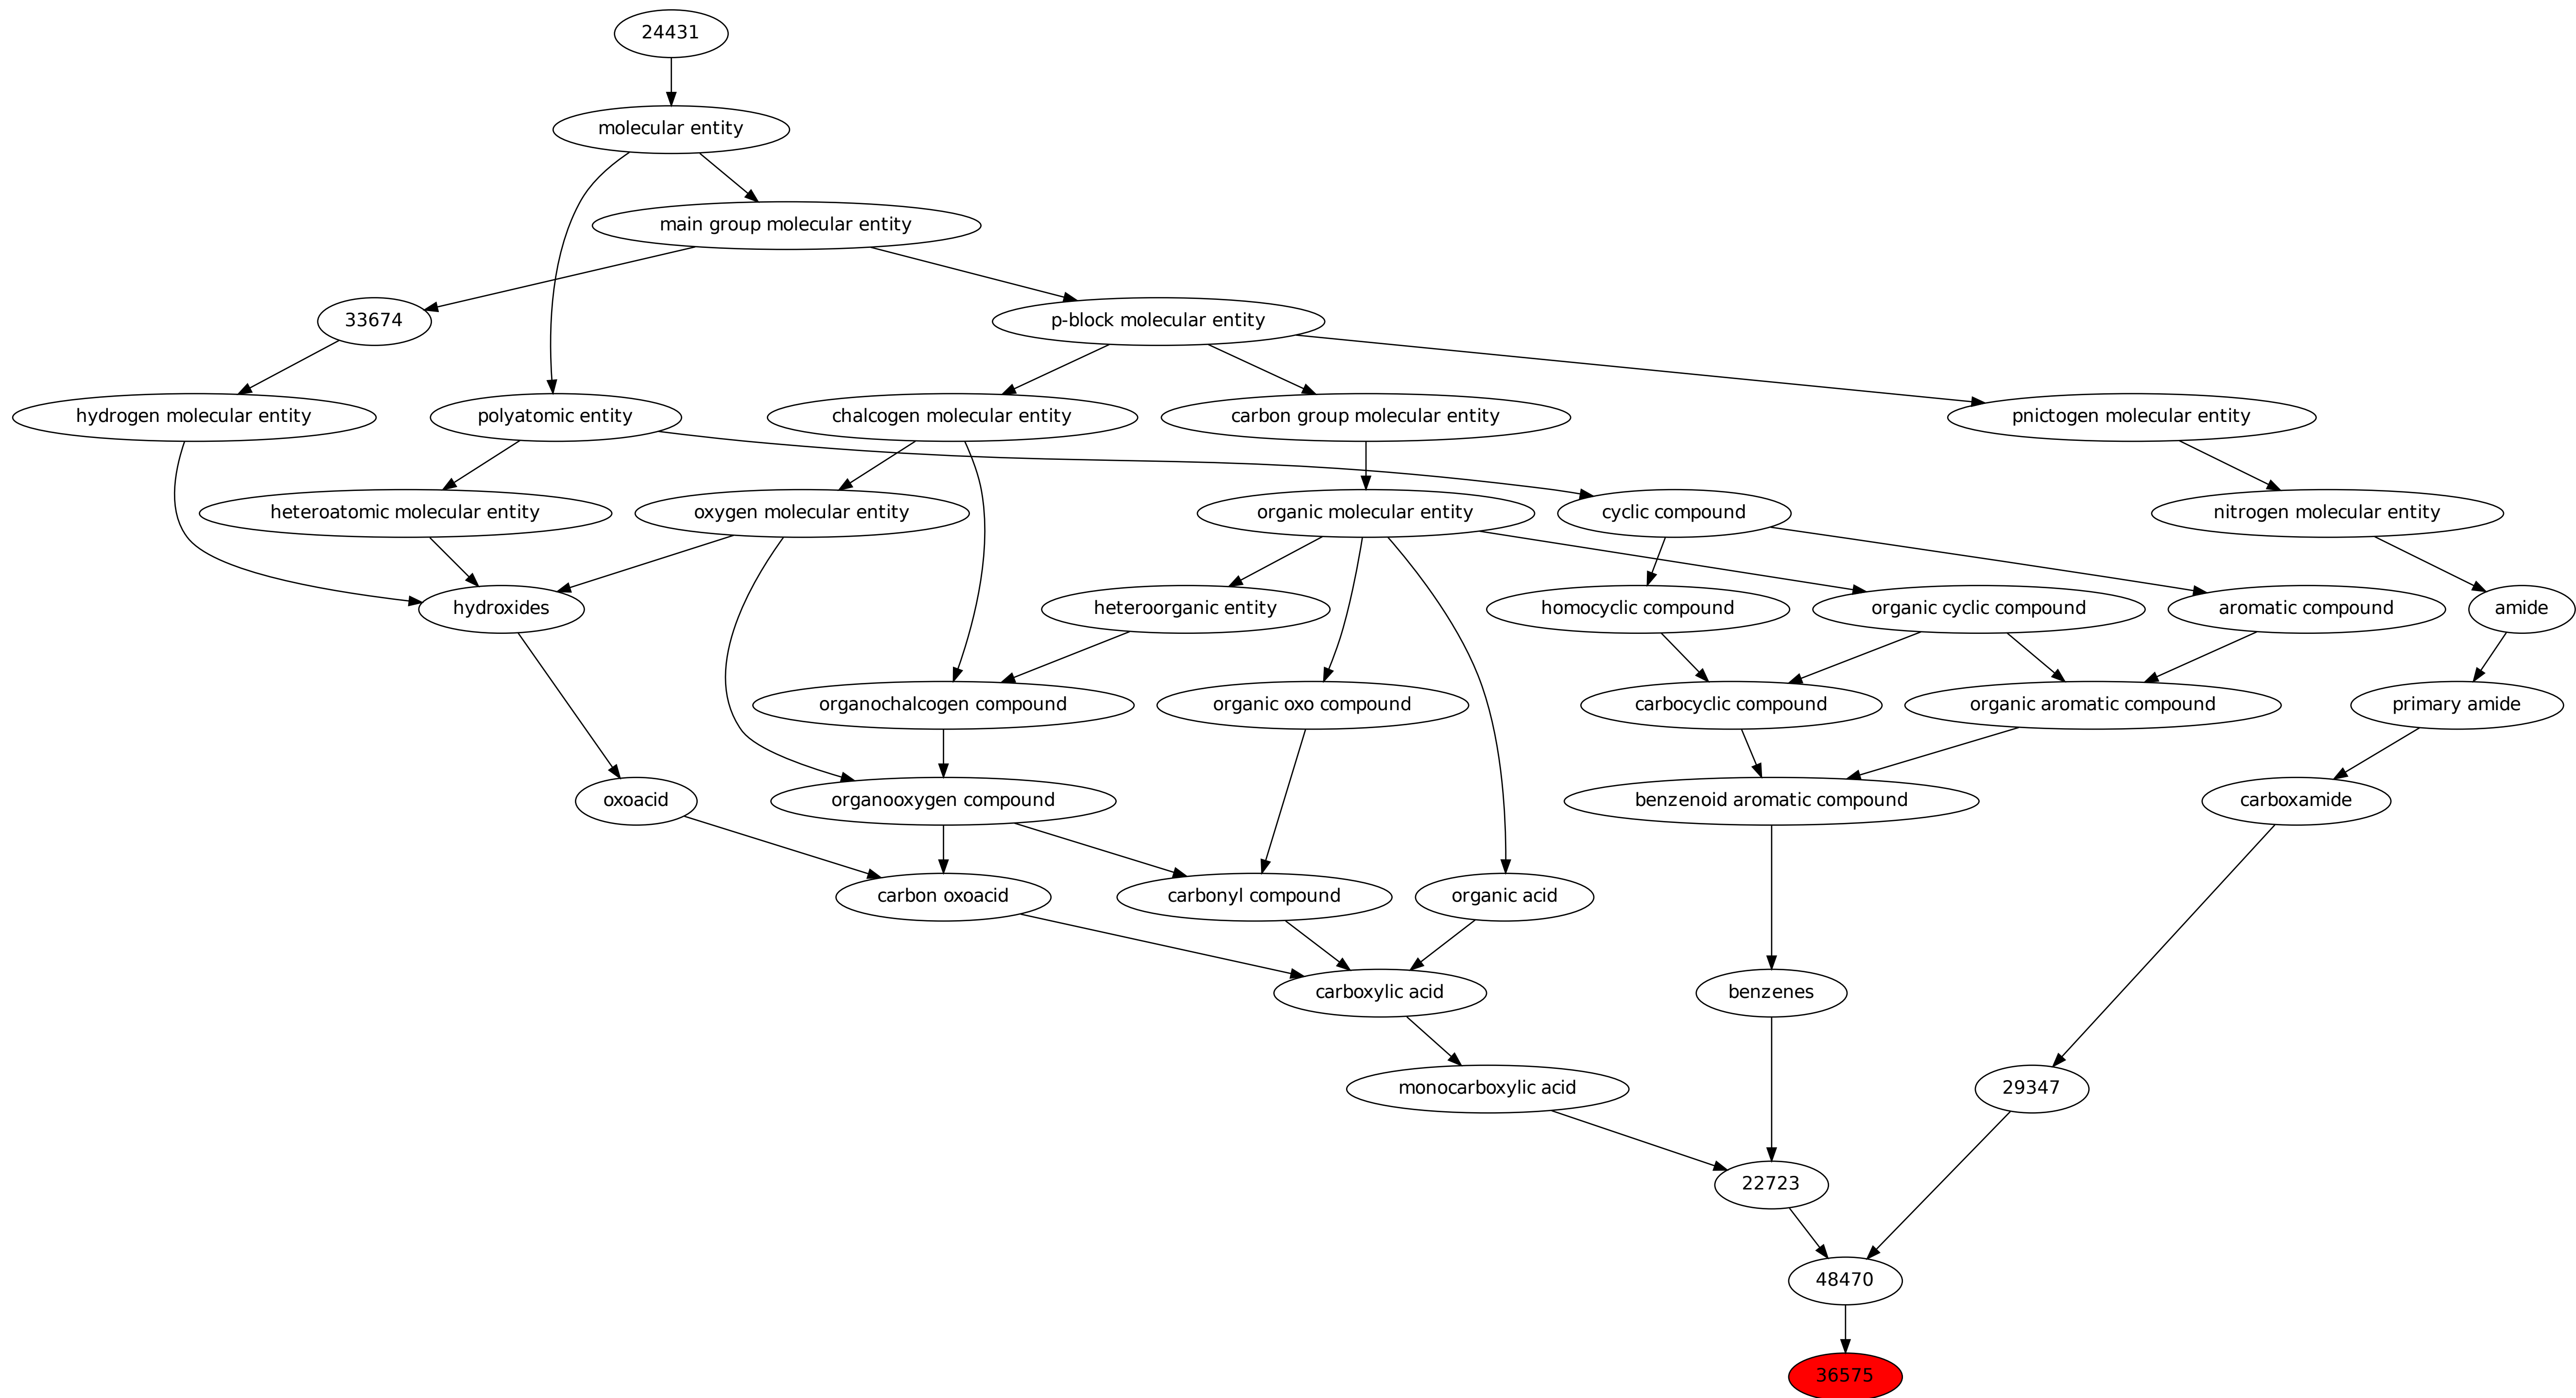 24431
molecular entity
main group molecular entity
33674
p-block molecular entity
hydrogen molecular entity
polyatomic entity
chalcogen molecular entity
carbon group molecular entity
pnictogen molecular entity
heteroatomic molecular entity
oxygen molecular entity
organic molecular entity
cyclic compound
nitrogen molecular entity
hydroxides
heteroorganic entity
homocyclic compound
organic cyclic compound
aromatic compound
amide
organochalcogen compound
organic oxo compound
carbocyclic compound
organic aromatic compound
primary amide
oxoacid
organooxygen compound
benzenoid aromatic compound
carboxamide
carbon oxoacid
carbonyl compound
organic acid
carboxylic acid
benzenes
monocarboxylic acid
29347
22723
48470
36575